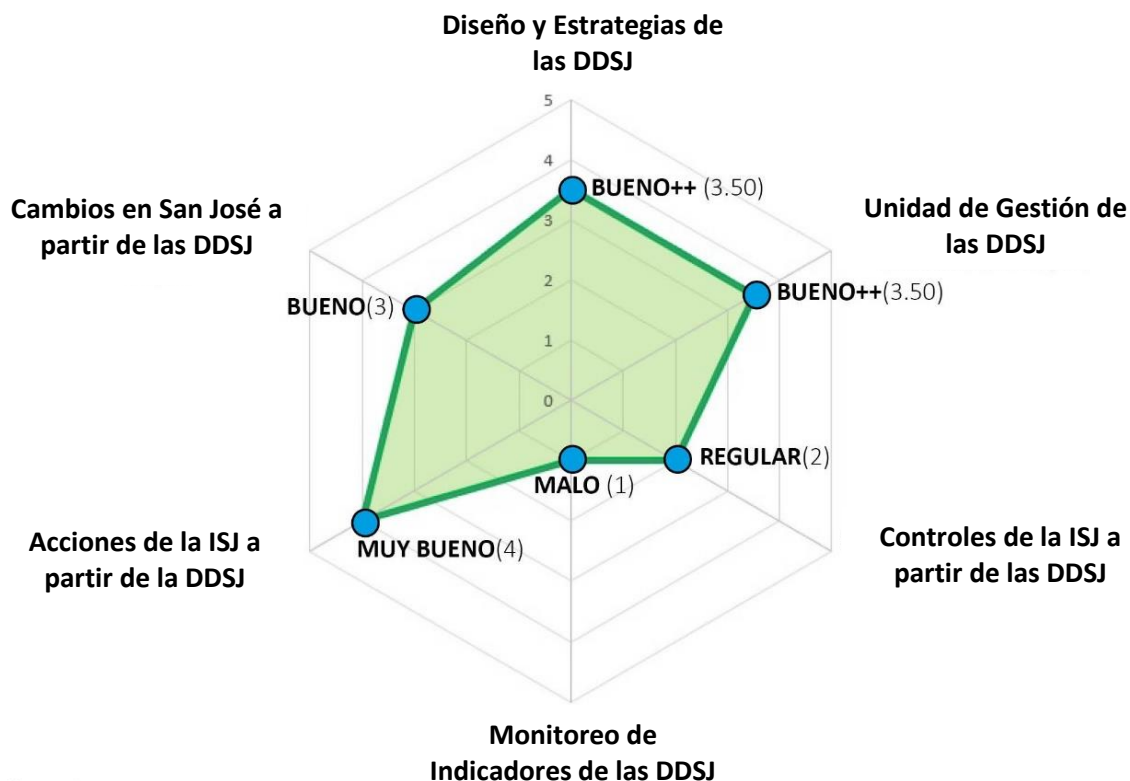 Diseño y Estrategias de
las DDSJ
5
4
BUENO++ (3.50)
Cambios en San José a
partir de las DDSJ
Unidad de Gestión de
las DDSJ
3
BUENO++(3.50)
BUENO(3)
2
1
0
REGULAR(2)
MALO (1)
Acciones de la ISJ a
partir de la DDSJ
MUY BUENO(4)
Controles de la ISJ a
partir de las DDSJ
Monitoreo de
Indicadores de las DDSJ